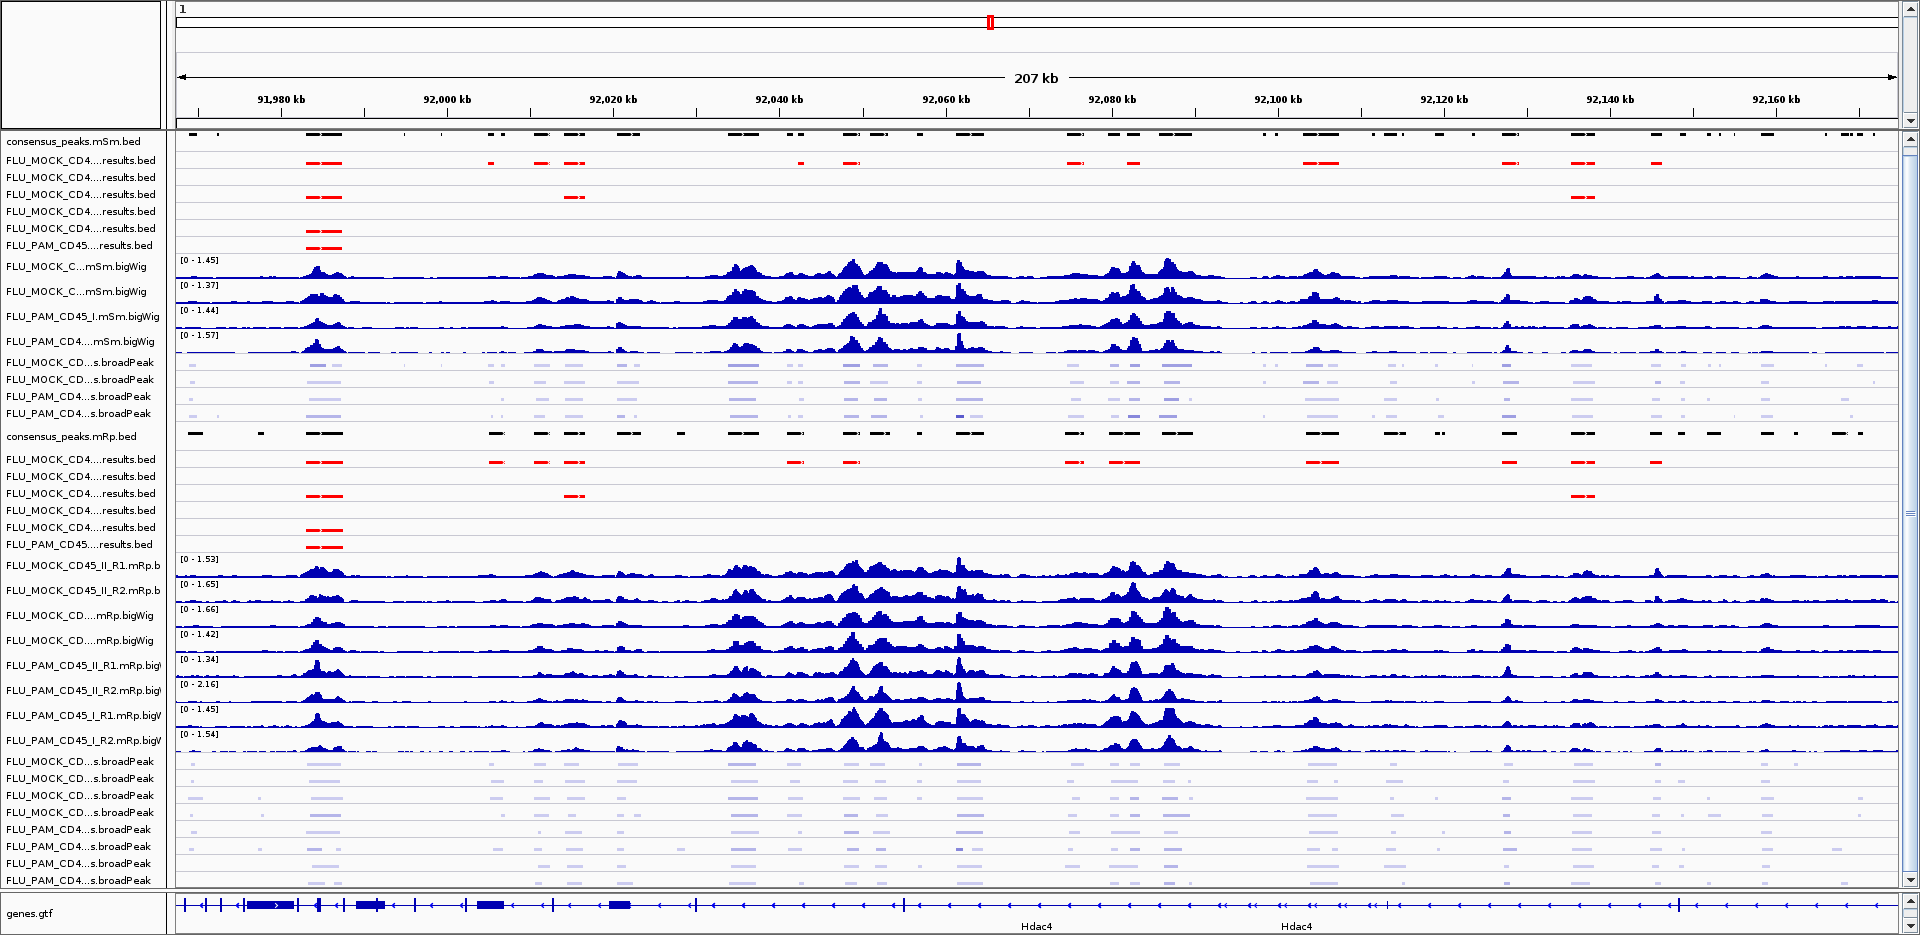 1
207 kb
91,980 kb 92,000 kb 92,020 kb 92,040 kb 92,060 kb 92,080 kb 92,100 kb 92,120 kb 92,140 kb 92,160 kb
consensus_peaks.mSm.bed
FLU_MOCK_CD4....results.bed
FLU_MOCK_CD4....results.bed
FLU_MOCK_CD4....results.bed
FLU_MOCK_CD4....results.bed
FLU_MOCK_CD4....results.bed
FLU_PAM_CD45....results.bed
FLU_MOCK_C...mSm.bigWig [0 - 1.45]
FLU_MOCK_C...mSm.bigWig [0 - 1.37]
FLU_PAM_CD45_I.mSm.bigWig [0 - 1.44]
FLU_PAM_CD4....mSm.bigWig [0 - 1.57]
FLU_MOCK_CD...s.broadPeak
FLU_MOCK_CD...s.broadPeak
FLU_PAM_CD4...s.broadPeak
FLU_PAM_CD4...s.broadPeak
consensus_peaks.mRp.bed
FLU_MOCK_CD4....results.bed
FLU_MOCK_CD4....results.bed
FLU_MOCK_CD4....results.bed
FLU_MOCK_CD4....results.bed
FLU_MOCK_CD4....results.bed
FLU_PAM_CD45....results.bed
FLU_MOCK_CD45_II_R1.mRp.b [0 - 1.53]
FLU_MOCK_CD45_II_R2.mRp.b [0 - 1.65]
FLU_MOCK_CD....mRp.bigWig [0 - 1.66]
FLU_MOCK_CD....mRp.bigWig [0 - 1.42]
FLU_PAM_CD45_II_R1.mRp.big [0 - 1.34]
FLU_PAM_CD45_II_R2.mRp.big [0 - 2.16]
FLU_PAM_CD45_I_R1.mRp.big [0 - 1.45]
FLU_PAM_CD45_I_R2.mRp.big [0 - 1.54]
FLU_MOCK_CD...s.broadPeak
FLU_MOCK_CD...s.broadPeak
FLU_MOCK_CD...s.broadPeak
FLU_MOCK_CD...s.broadPeak
FLU_PAM_CD4...s.broadPeak
FLU_PAM_CD4...s.broadPeak
FLU_PAM_CD4...s.broadPeak
FLU_PAM_CD4...s.broadPeak
genes.gtf
Hdac4 Hdac4